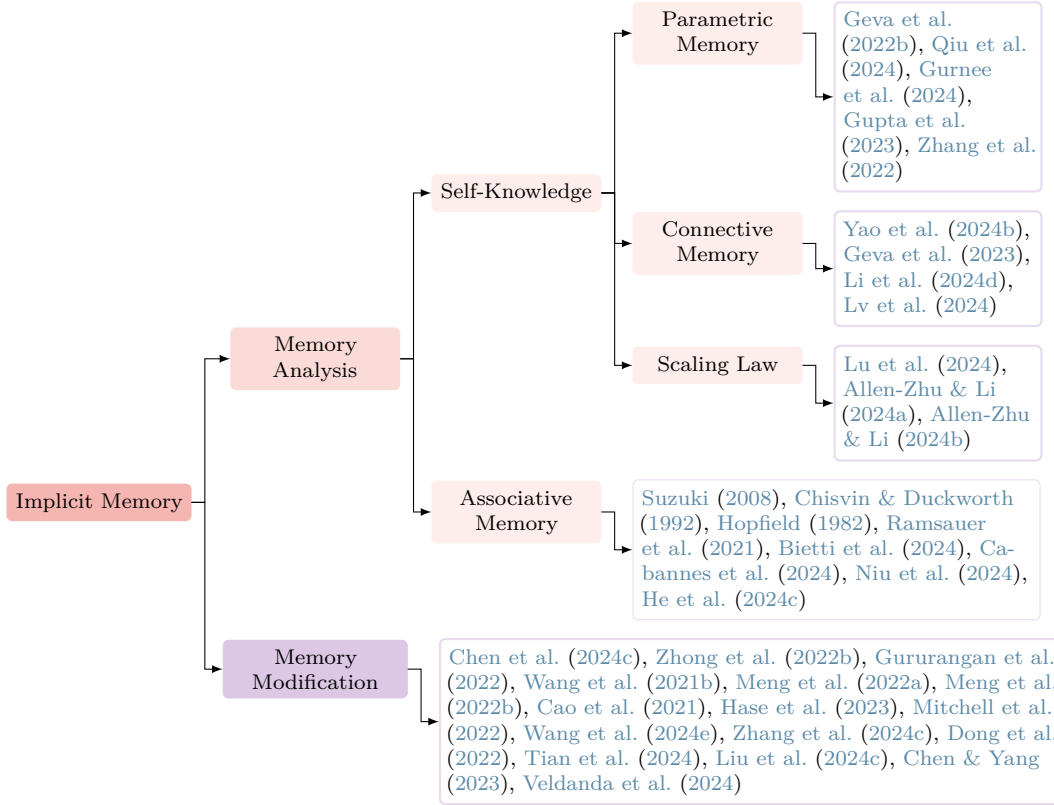 Parametric
Memory
Geva et al.
(2022b), Qiu et al.
(2024), Gurnee
et al. (2024),
Gupta et al.
(2023), Zhang et al.
(2022)
Self-Knowledge
Connective
Memory
Yao et al. (2024b),
Geva et al. (2023),
Li et al. (2024d),
Lv et al. (2024)
Memory
Analysis
Scaling Law
Lu et al. (2024),
Allen-Zhu & Li
(2024a), Allen-Zhu
& Li (2024b)
Implicit Memory
Associative
Memory
Suzuki (2008), Chisvin & Duckworth
(1992), Hopfield (1982), Ramsauer
et al. (2021), Bietti et al. (2024), Ca-
bannes et al. (2024), Niu et al. (2024),
He et al. (2024c)
Memory
Modification
Chen et al. (2024c), Zhong et al. (2022b), Gururangan et al.
(2022), Wang et al. (2021b), Meng et al. (2022a), Meng et al.
(2022b), Cao et al. (2021), Hase et al. (2023), Mitchell et al.
(2022), Wang et al. (2024e), Zhang et al. (2024c), Dong et al.
(2022), Tian et al. (2024), Liu et al. (2024c), Chen & Yang
(2023), Veldanda et al. (2024)